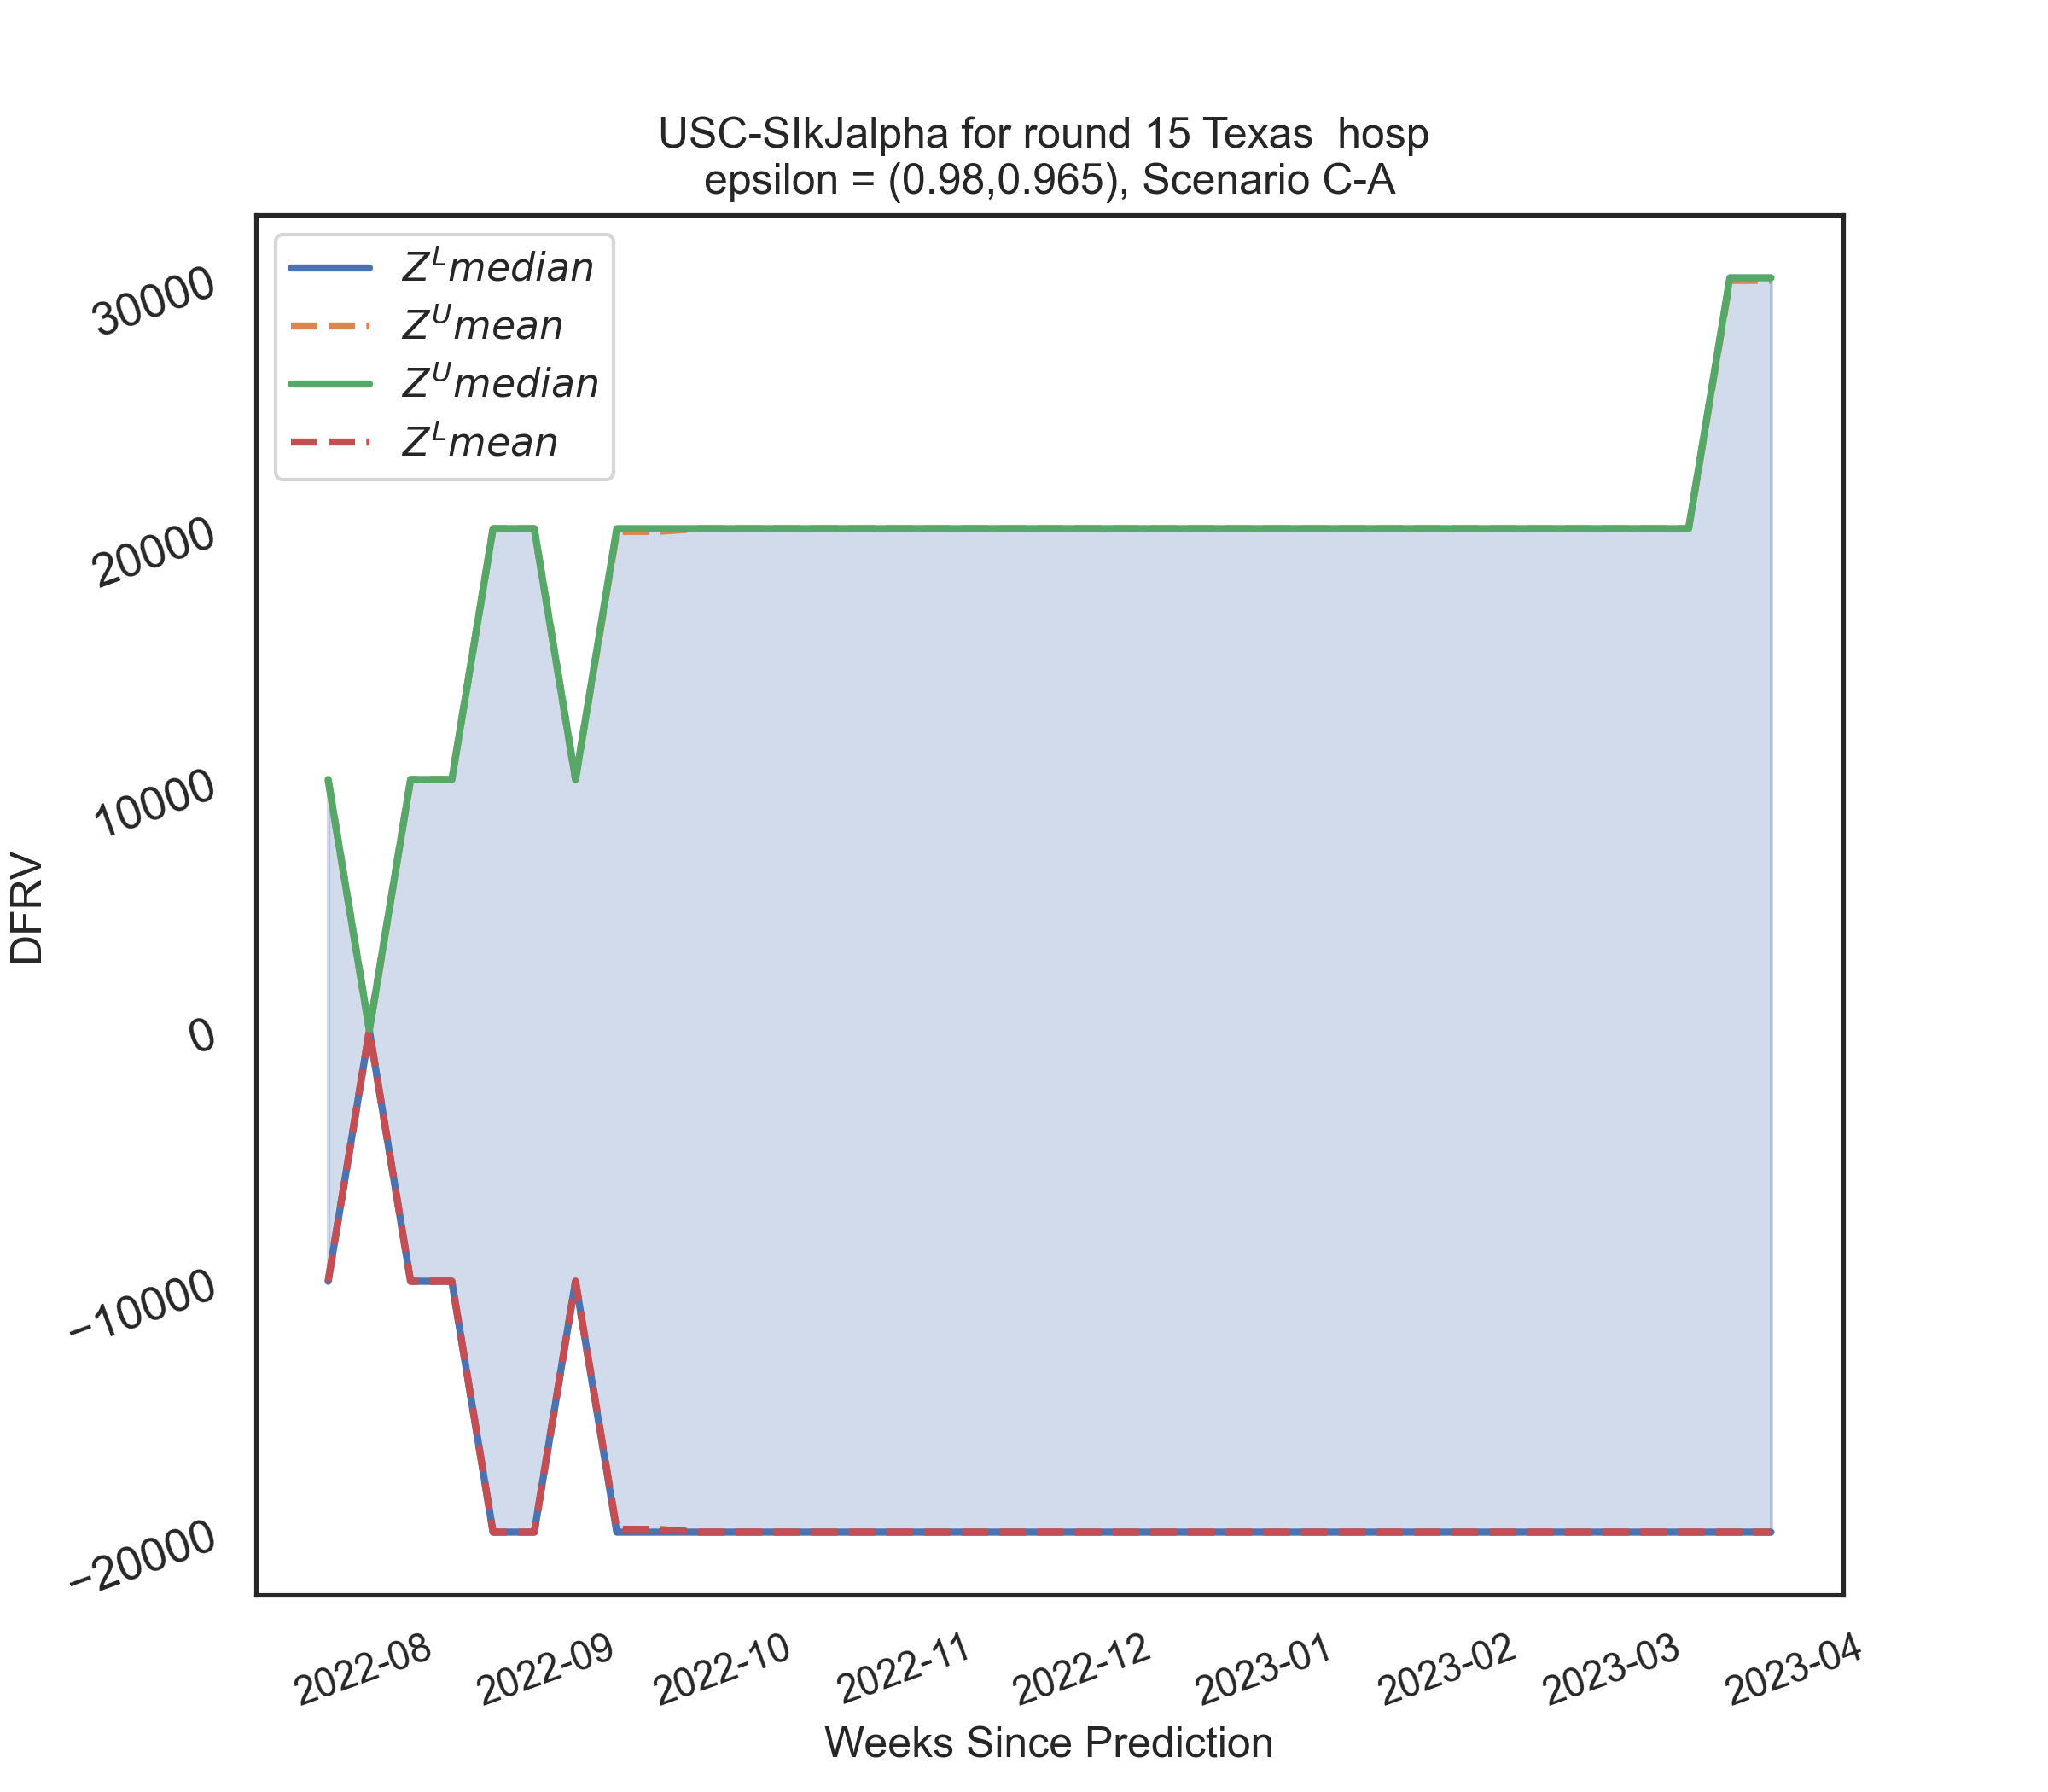 USC-SIkJalpha for round 15 Texas  hosp
epsilon = (0.98,0.965), Scenario C-A
Z^L median
Z^U mean
Z^U median
Z^L mean
30000
20000
10000
0
−10000
−20000
DFRV
2022-08
2022-09
2022-10
2022-11
2022-12
2023-01
2023-02
2023-03
2023-04
Weeks Since Prediction